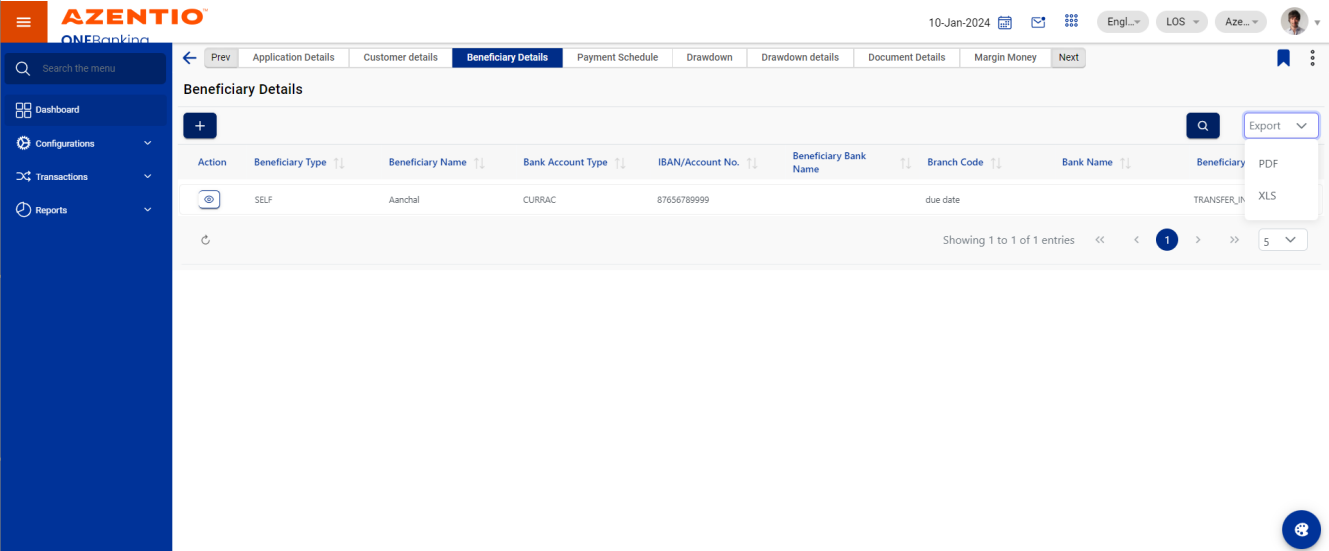 AZENTIO
ONEBanking
10-Jan-2024
Engl...
LOS
Aze...
Search the menu
Dashboard
Configurations
Transactions
Reports
Prev
Application Details
Customer details
Beneficiary Details
Payment Schedule
Drawdown
Drawdown details
Document Details
Margin Money
Next
Beneficiary Details
+
Export
PDF
XLS
Action
Beneficiary Type
Beneficiary Name
Bank Account Type
IBAN/Account No.
Beneficiary Bank
Name
Branch Code
Bank Name
Beneficiary
SELF
Aanchal
CURRAC
87656789999
due date
TRANSFER_IN
Showing 1 to 1 of 1 entries
<<
<
1
>
>>
5